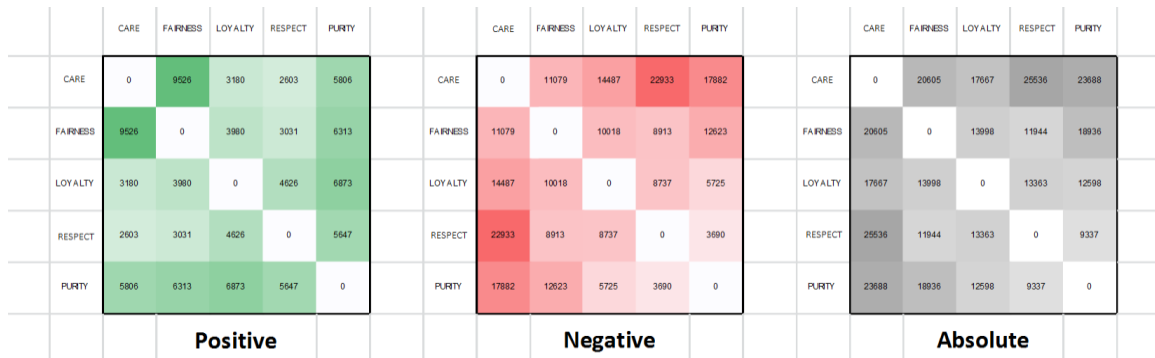 CARE FAIRNESS LOYALTY RESPECT PURITY
CARE 0 9526 3180 2603 5806
FAIRNESS 9526 0 3980 3031 6313
LOYALTY 3180 3980 0 4626 6873
RESPECT 2603 3031 4626 0 5647
PURITY 5806 6313 6873 5647 0
Positive
CARE FAIRNESS LOYALTY RESPECT PURITY
CARE 0 11079 14487 22933 17882
FAIRNESS 11079 0 10018 8913 12623
LOYALTY 14487 10018 0 8737 5725
RESPECT 22933 8913 8737 0 3690
PURITY 17882 12623 5725 3690 0
Negative
CARE FAIRNESS LOYALTY RESPECT PURITY
CARE 0 20605 17667 25536 23688
FAIRNESS 20605 0 13998 11944 18936
LOYALTY 17667 13998 0 13363 12598
RESPECT 25536 11944 13363 0 9337
PURITY 23688 18936 12598 9337 0
Absolute